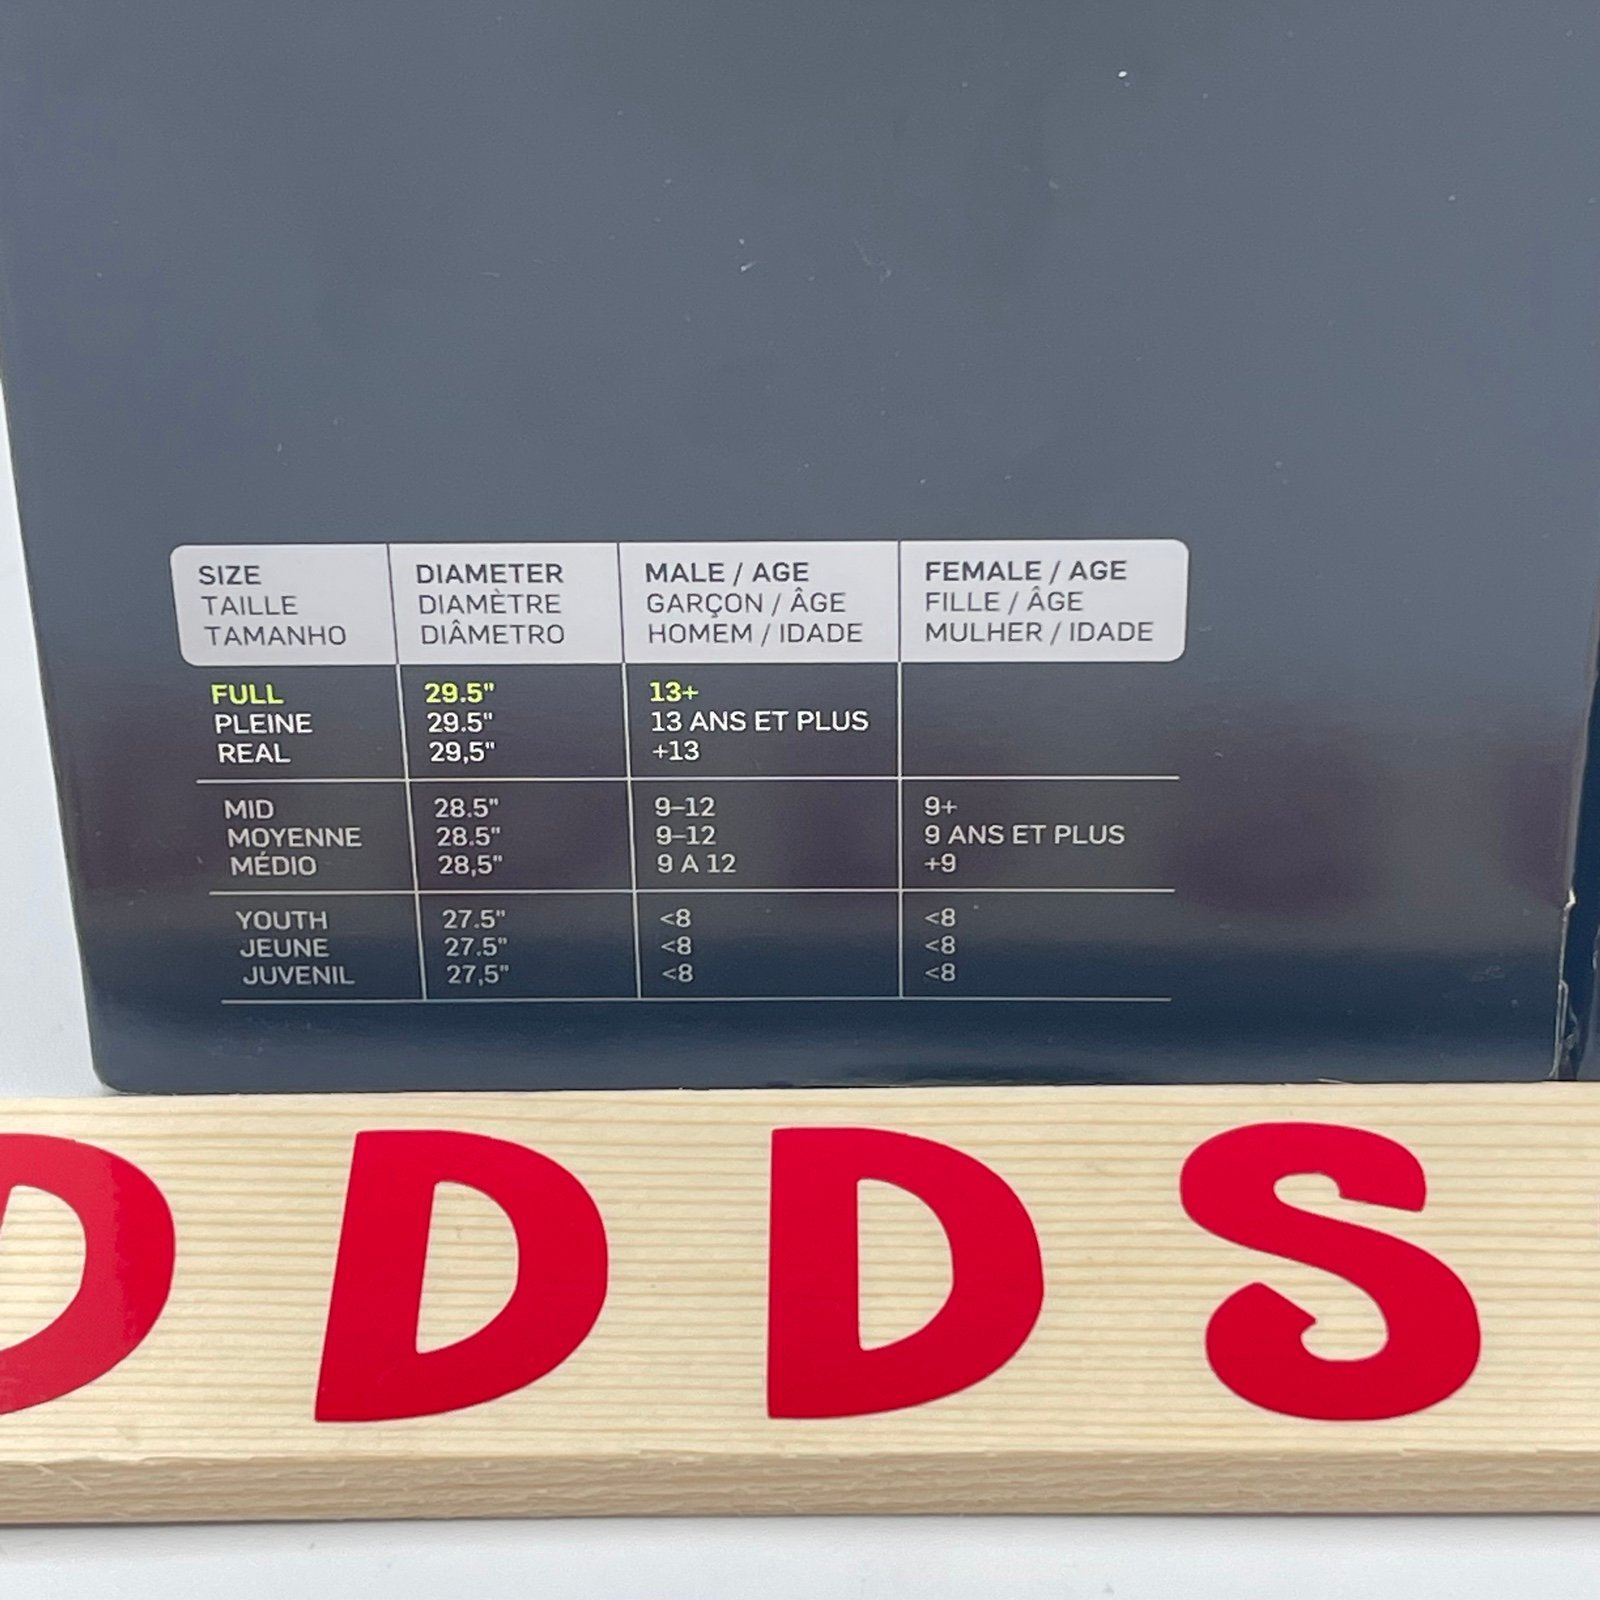 SIZE DIAMETER MALE / AGE FEMALE / AGE
TAILLE DIAMÈTRE GARÇON / ÂGE FILLE / ÂGE
TAMANHO DIÂMETRO HOMEM / IDADE MULHER / IDADE
FULL 29.5" 13+
PLEINE 29.5" 13 ANS ET PLUS
REAL 29,5" +13
MID 28.5" 9–12 9+
MOYENNE 28.5" 9–12 9 ANS ET PLUS
MÉDIO 28,5" 9 A 12 +9
YOUTH 27.5" <8 <8
JEUNE 27.5" <8 <8
JUVENIL 27,5" <8 <8
DDDS